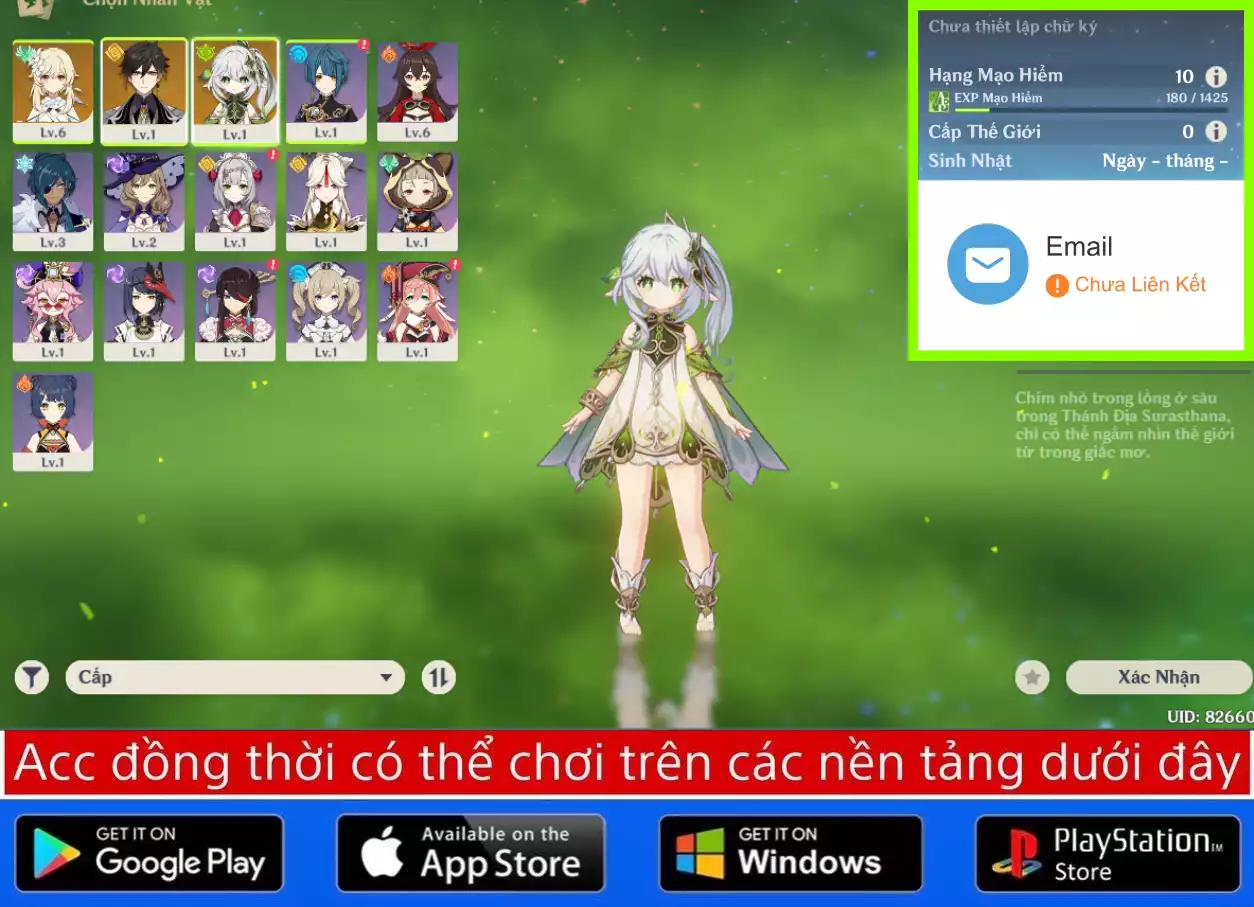 Chọn Nhân Vật
Chưa thiết lập chữ ký
Hạng Mạo Hiểm 10
EXP Mạo Hiểm 180 / 1425
Cấp Thế Giới 0
Sinh Nhật Ngày - tháng -
Email
! Chưa Liên Kết
Lv.6 Lv.1 Lv.1 Lv.1 Lv.6
Lv.3 Lv.2 Lv.1 Lv.1 Lv.1
Lv.1 Lv.1 Lv.1 Lv.1 Lv.1
Lv.1
Chim nhỏ trong lồng ở sâu
trong Thánh Địa Surasthana,
chỉ có thể ngắm nhìn thế giới
từ trong giấc mơ.
Cấp
Xác Nhận
UID: 82660
Acc đồng thời có thể chơi trên các nền tảng dưới đây
GET IT ON
Google Play
Available on the
App Store
GET IT ON
Windows
PlayStation™
Store